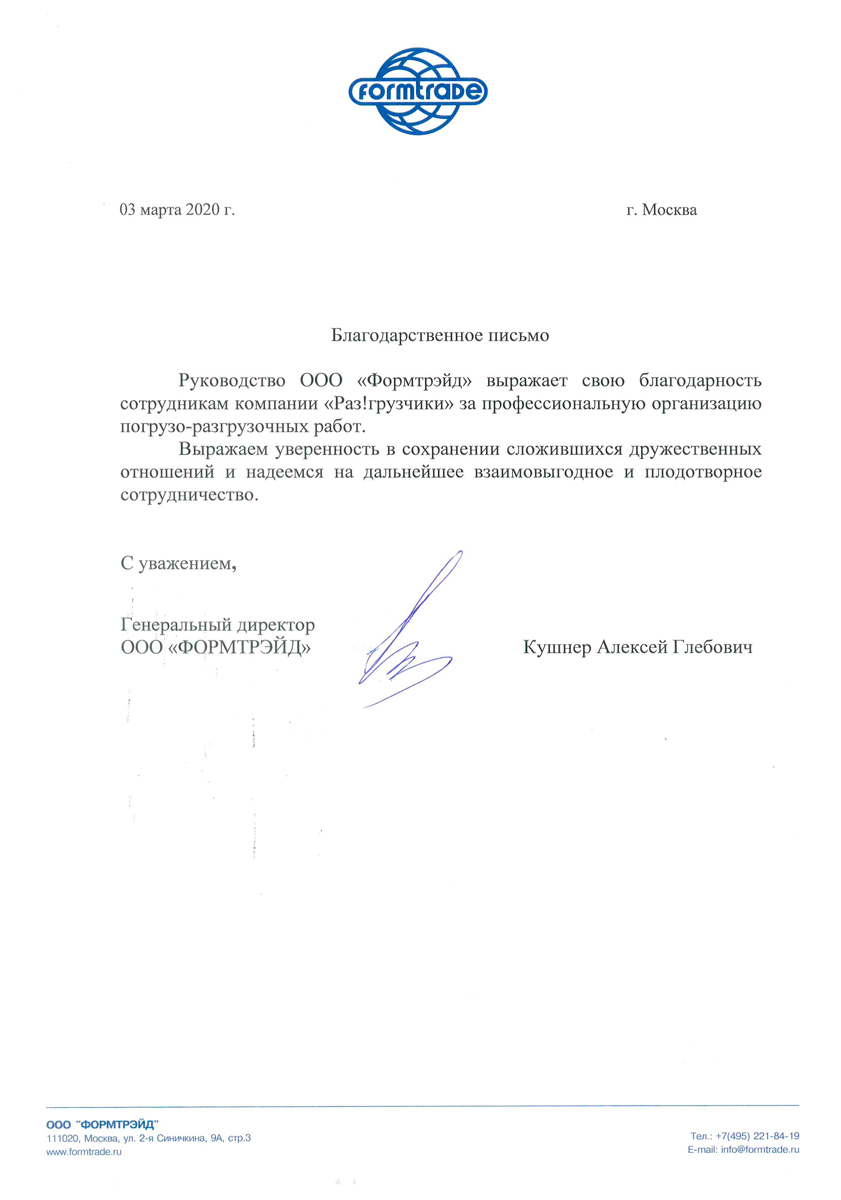 formtrade
03 марта 2020 г. г. Москва
Благодарственное письмо
Руководство ООО «Формтрэйд» выражает свою благодарность
сотрудникам компании «Раз!грузчики» за профессиональную организацию
погрузо-разгрузочных работ.
Выражаем уверенность в сохранении сложившихся дружественных
отношений и надеемся на дальнейшее взаимовыгодное и плодотворное
сотрудничество.
С уважением,
Генеральный директор
ООО «ФОРМТРЭЙД» Кушнер Алексей Глебович
ООО "ФОРМТРЭЙД"
111020, Москва, ул. 2-я Синичкина, 9А, стр.3
www.formtrade.ru
Тел.: +7(495) 221-84-19
E-mail: info@formtrade.ru